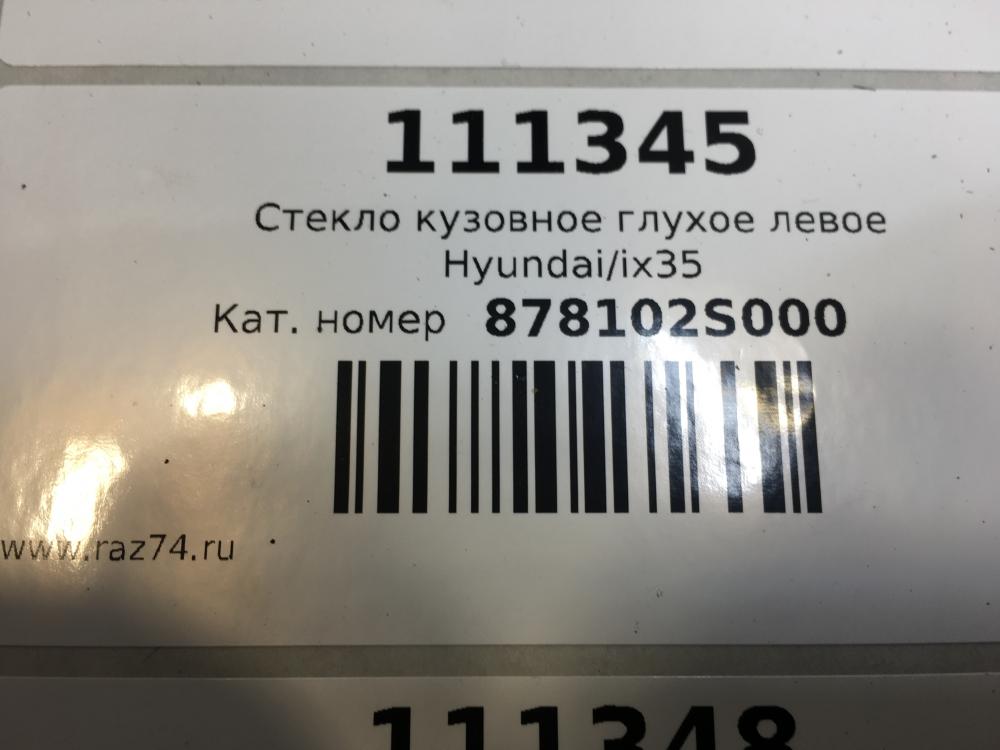 111345
Стекло кузовное глухое левое
Hyundai/ix35
Кат. номер 878102S000
www.raz74.ru
111348